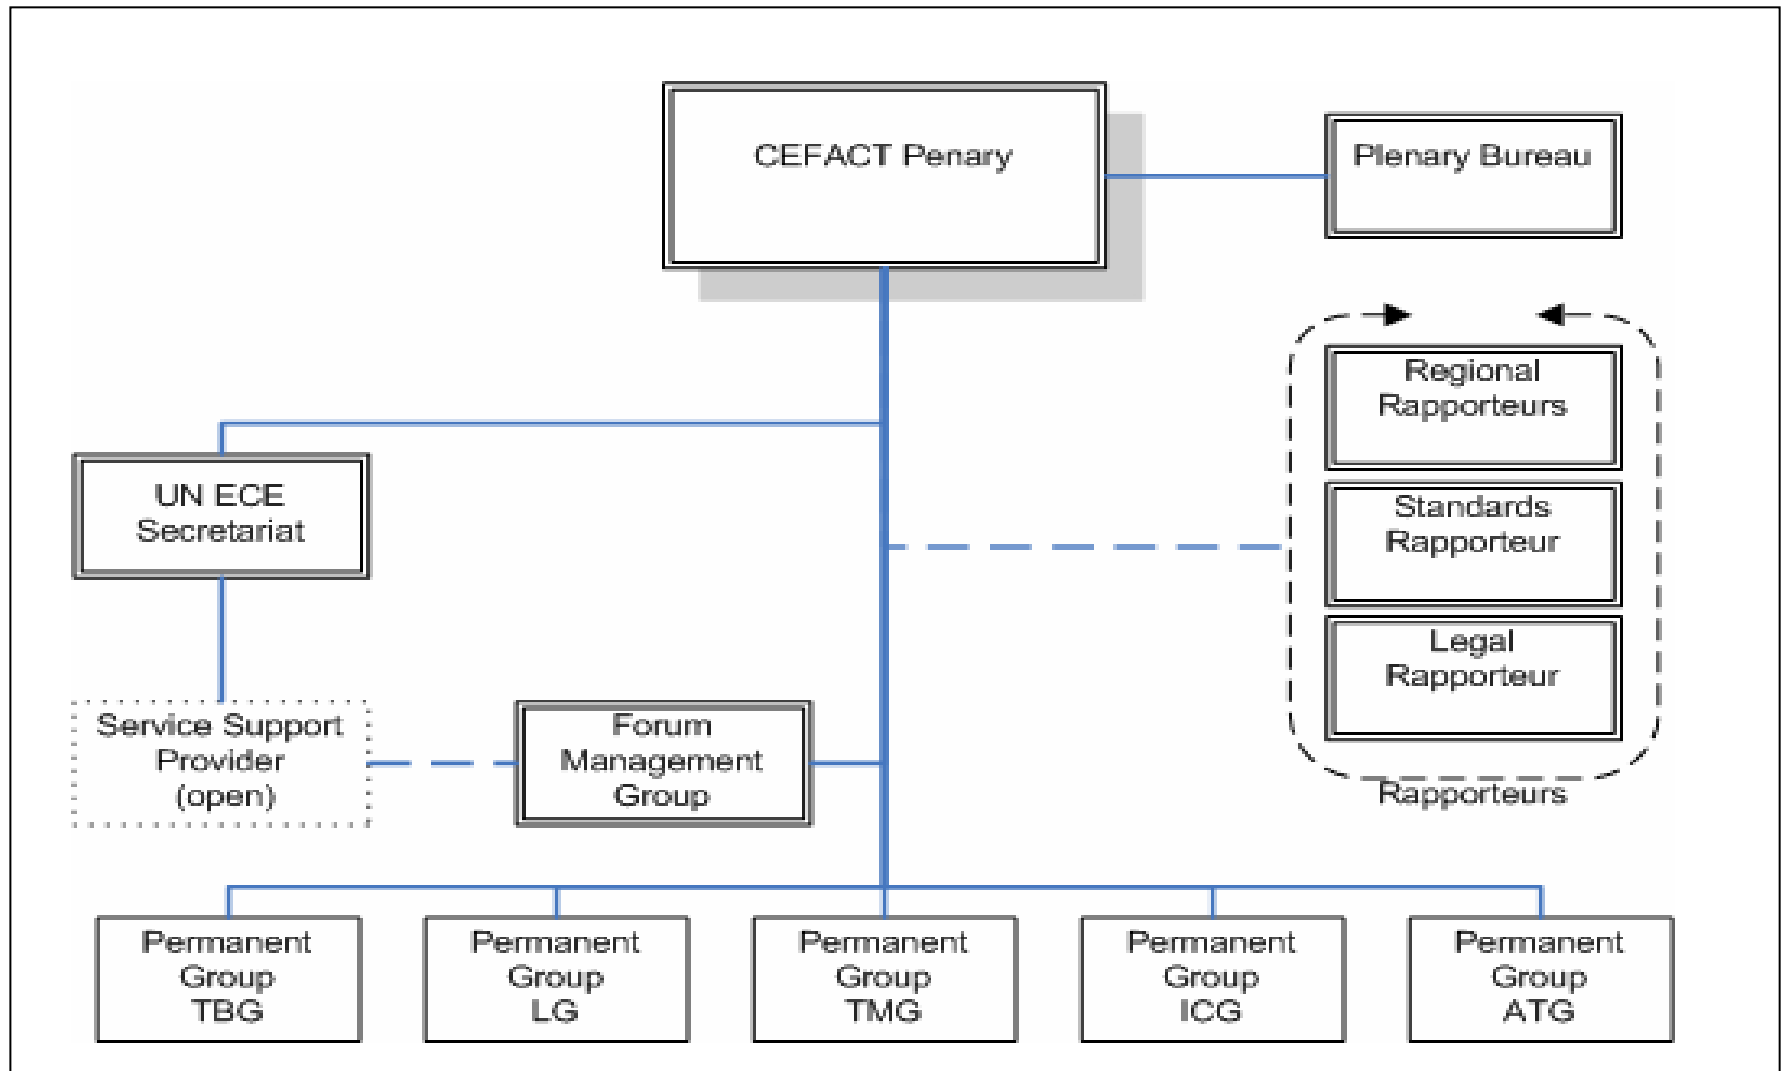 CEFACT Penary
Plenary Bureau
Regional
Rapporteurs
UN ECE
Secretariat
Standards
Rapporteur
Legal
Rapporteur
Service Support
Provider
(open)
Forum
Management
Group
Rapporteurs
Permanent
Group
TBG
Permanent
Group
LG
Permanent
Group
TMG
Permanent
Group
ICG
Permanent
Group
ATG